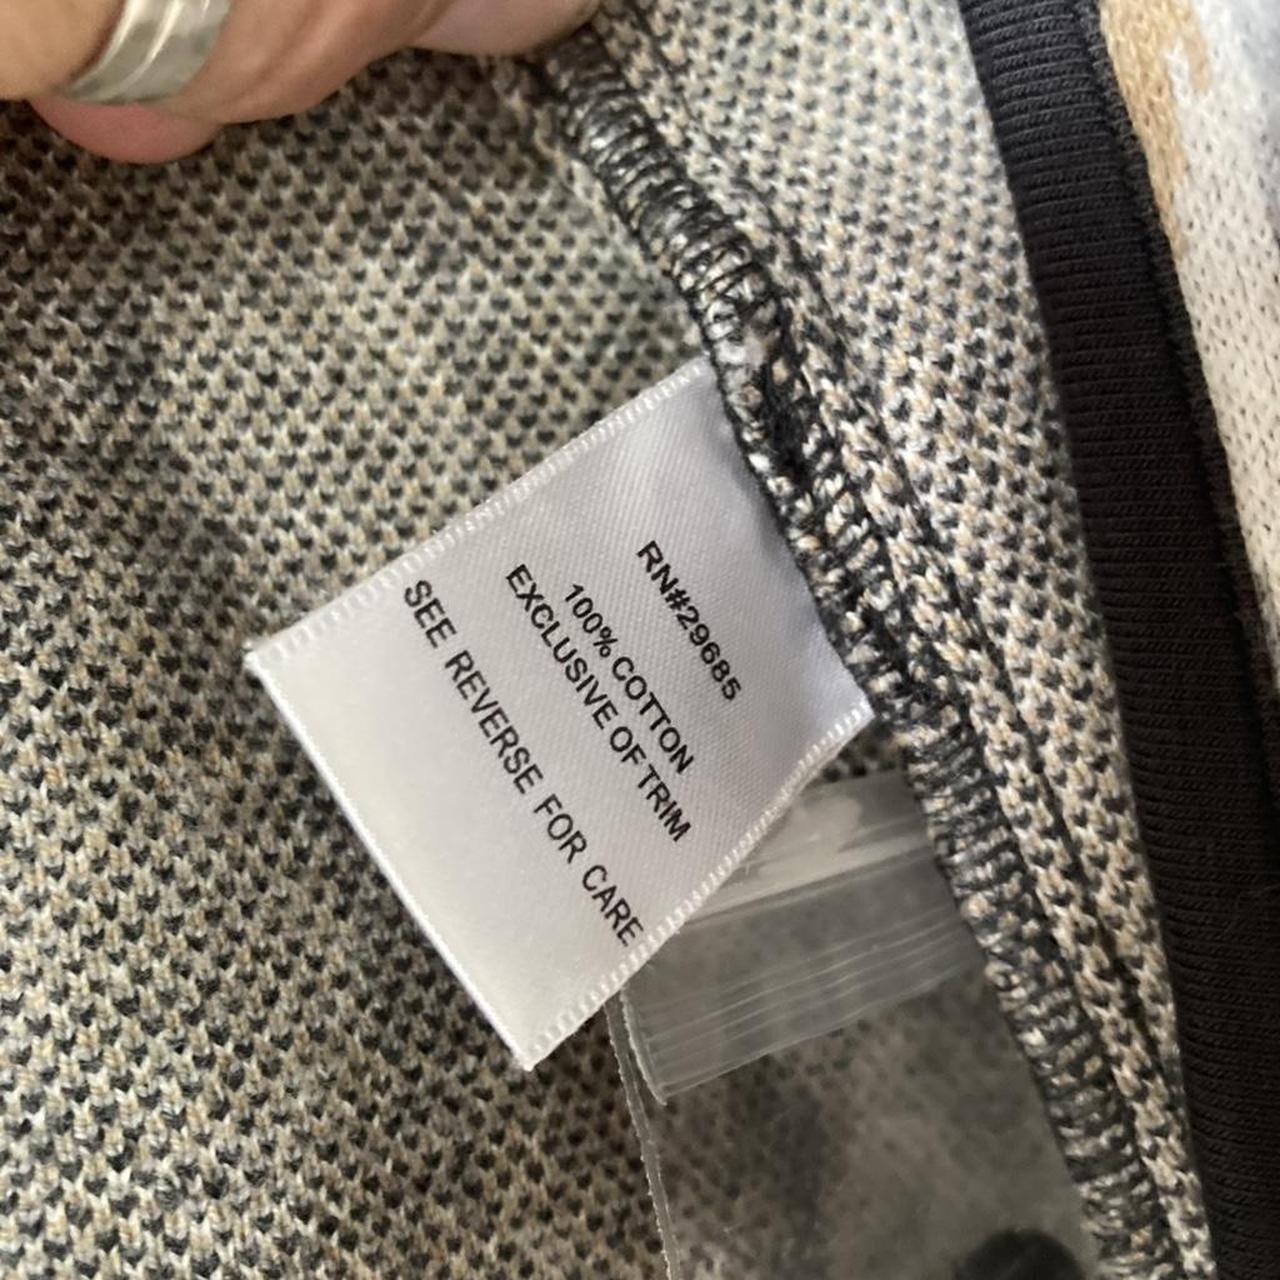 RN#29685
100% COTTON
EXCLUSIVE OF TRIM
SEE REVERSE FOR CARE